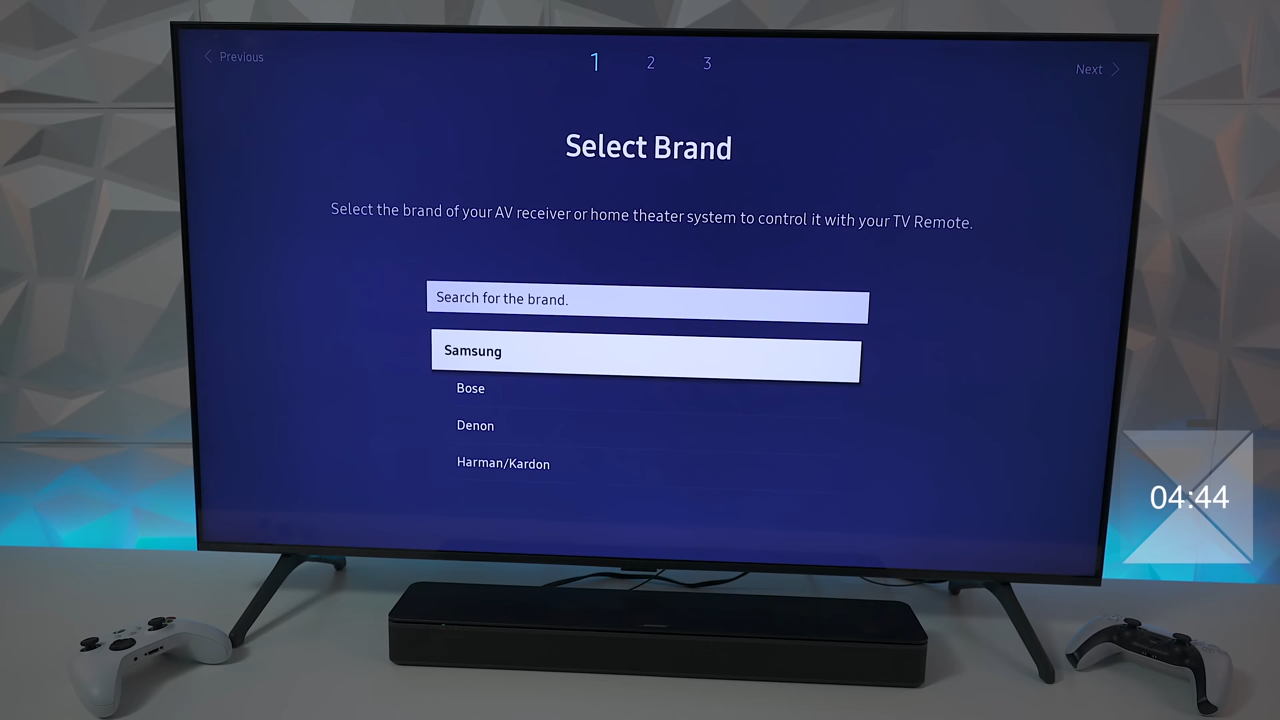 Previous
1 2 3
Next
Select Brand
Select the brand of your AV receiver or home theater system to control it with your TV Remote.
Search for the brand.
Samsung
Bose
Denon
Harman/Kardon
04:44